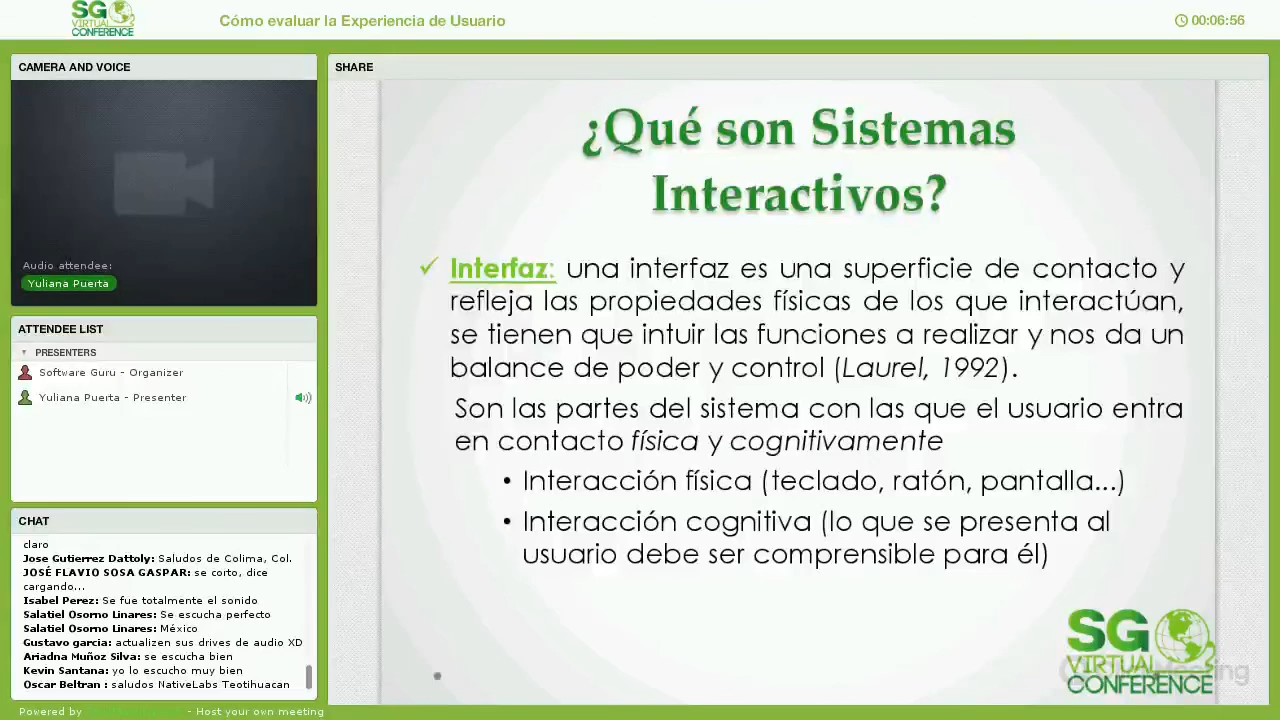 SG
VIRTUAL
CONFERENCE
Cómo evaluar la Experiencia de Usuario
00:06:56
CAMERA AND VOICE
Audio attendee:
Yuliana Puerta
ATTENDEE LIST
PRESENTERS
Software Guru - Organizer
Yuliana Puerta - Presenter
CHAT
claro
Jose Gutierrez Dattoly: Saludos de Colima, Col.
JOSÉ FLAVIO SOSA GASPAR: se corto, dice
cargando...
Isabel Perez: Se fue totalmente el sonido
Salatiel Osorno Linares: Se escucha perfecto
Salatiel Osorno Linares: México
Gustavo garcia: actualizen sus drives de audio XD
Ariadna Muñoz Silva: se escucha bien
Kevin Santana: yo lo escucho muy bien
Oscar Beltran : saludos NativeLabs Teotihuacan
Powered by
- Host your own meeting
SHARE
¿Qué son Sistemas
Interactivos?
✓ Interfaz: una interfaz es una superficie de contacto y
refleja las propiedades físicas de los que interactúan,
se tienen que intuir las funciones a realizar y nos da un
balance de poder y control (Laurel, 1992).
Son las partes del sistema con las que el usuario entra
en contacto física y cognitivamente
• Interacción física (teclado, ratón, pantalla...)
• Interacción cognitiva (lo que se presenta al
usuario debe ser comprensible para él)
SG
VIRTUAL
CONFERENCE